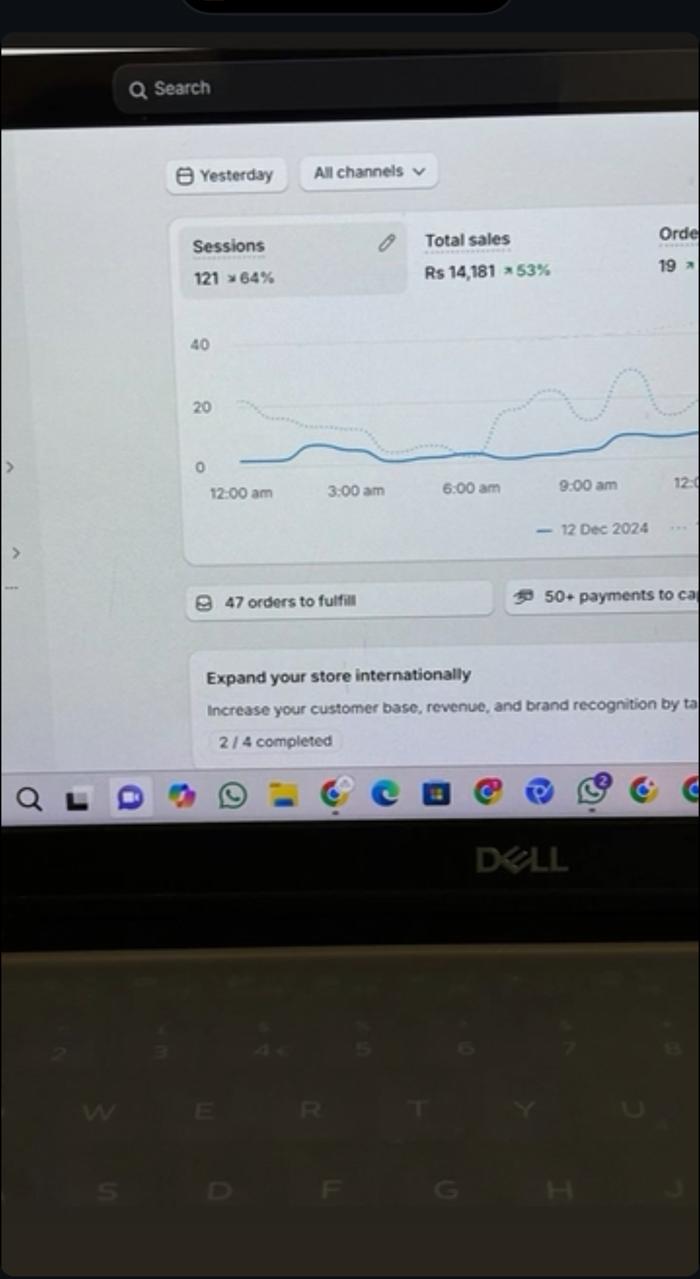 Search
Yesterday
All channels
Sessions
121 ↘ 64%
Total sales
Rs 14,181 ↗ 53%
Orde
19 ↗
40
20
0
12:00 am
3:00 am
6:00 am
9:00 am
12:0
12 Dec 2024
47 orders to fulfill
50+ payments to ca
Expand your store internationally
Increase your customer base, revenue, and brand recognition by ta
2 / 4 completed
2
DELL
2 3 4 € 5 6 7 8
W E R T Y U
S D F G H J